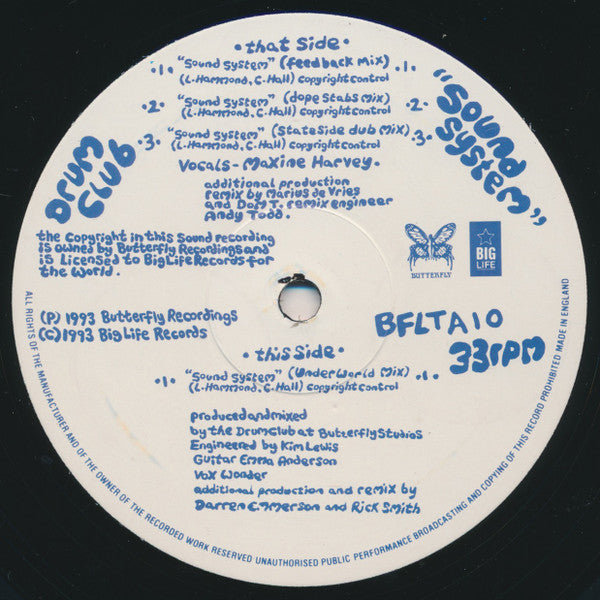 •that Side•
•1• "Sound System" (feedback Mix) •1•
(L.Hammond, C.Hall) Copyright Control
•2• "Sound System" (dope Stabs Mix) •2•
(L.Hammond, C.Hall) Copyright Control
•3• "Sound System" (Stateside dub Mix) •3•
(L.Hammond, C.Hall) Copyright Control
Vocals - Maxine Harvey.
additional production
remix by Marius de Vries
and Dom T. remix engineer
Andy Todd.
Drum
Club
"Sound
System"
the Copyright in this Sound recording
is owned by Butterfly Recordings and
is Licensed to Big Life Records for
the World.
BUTTERFLY
BIG
LIFE
(P) 1993 Butterfly Recordings
(C) 1993 Big Life Records
BFLTA10
33rpm
•this Side•
•1• "Sound System" (Underworld Mix) •1•
(L.Hammond, C.Hall) Copyright Control
produced and mixed
by the Drum Club at Butterfly Studios
Engineered by Kim Lewis
Guitar Emma Anderson
Vox Wonder
additional production and remix by
Darren Emmerson and Rick Smith
ALL RIGHTS OF THE MANUFACTURER AND OF THE OWNER OF THE RECORDED WORK RESERVED UNAUTHORISED PUBLIC PERFORMANCE BROADCASTING AND COPYING OF THIS RECORD PROHIBITED MADE IN ENGLAND